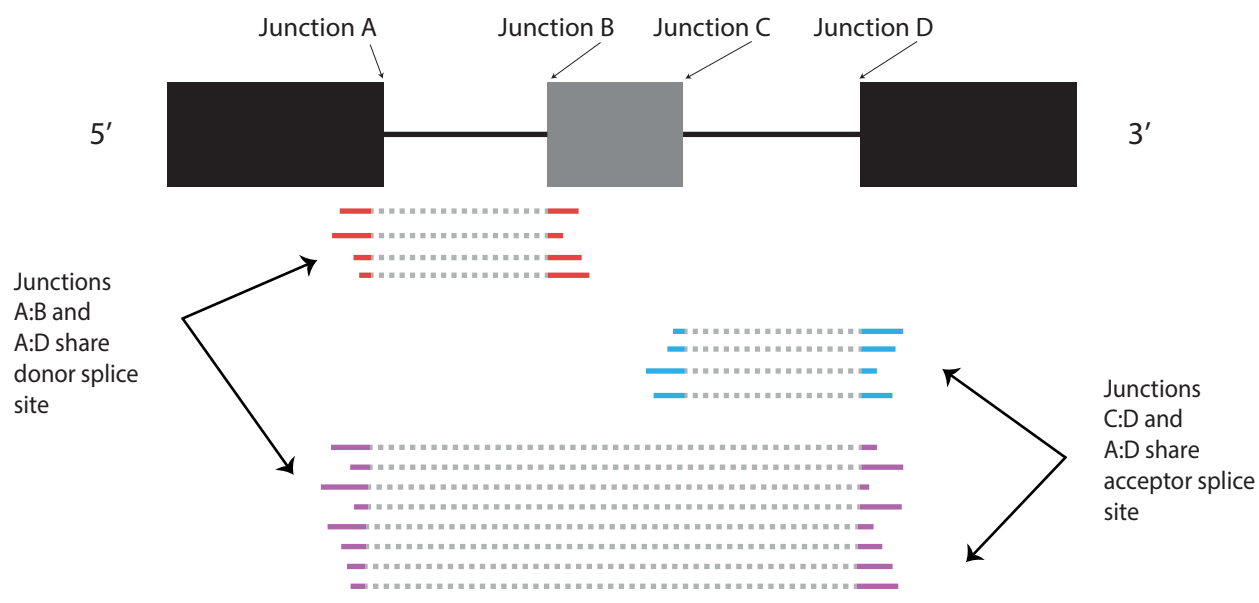 Junction A
Junction B
Junction C
Junction D
5′
3′
Junctions
A:B and
A:D share
donor splice
site
Junctions
C:D and
A:D share
acceptor splice
site